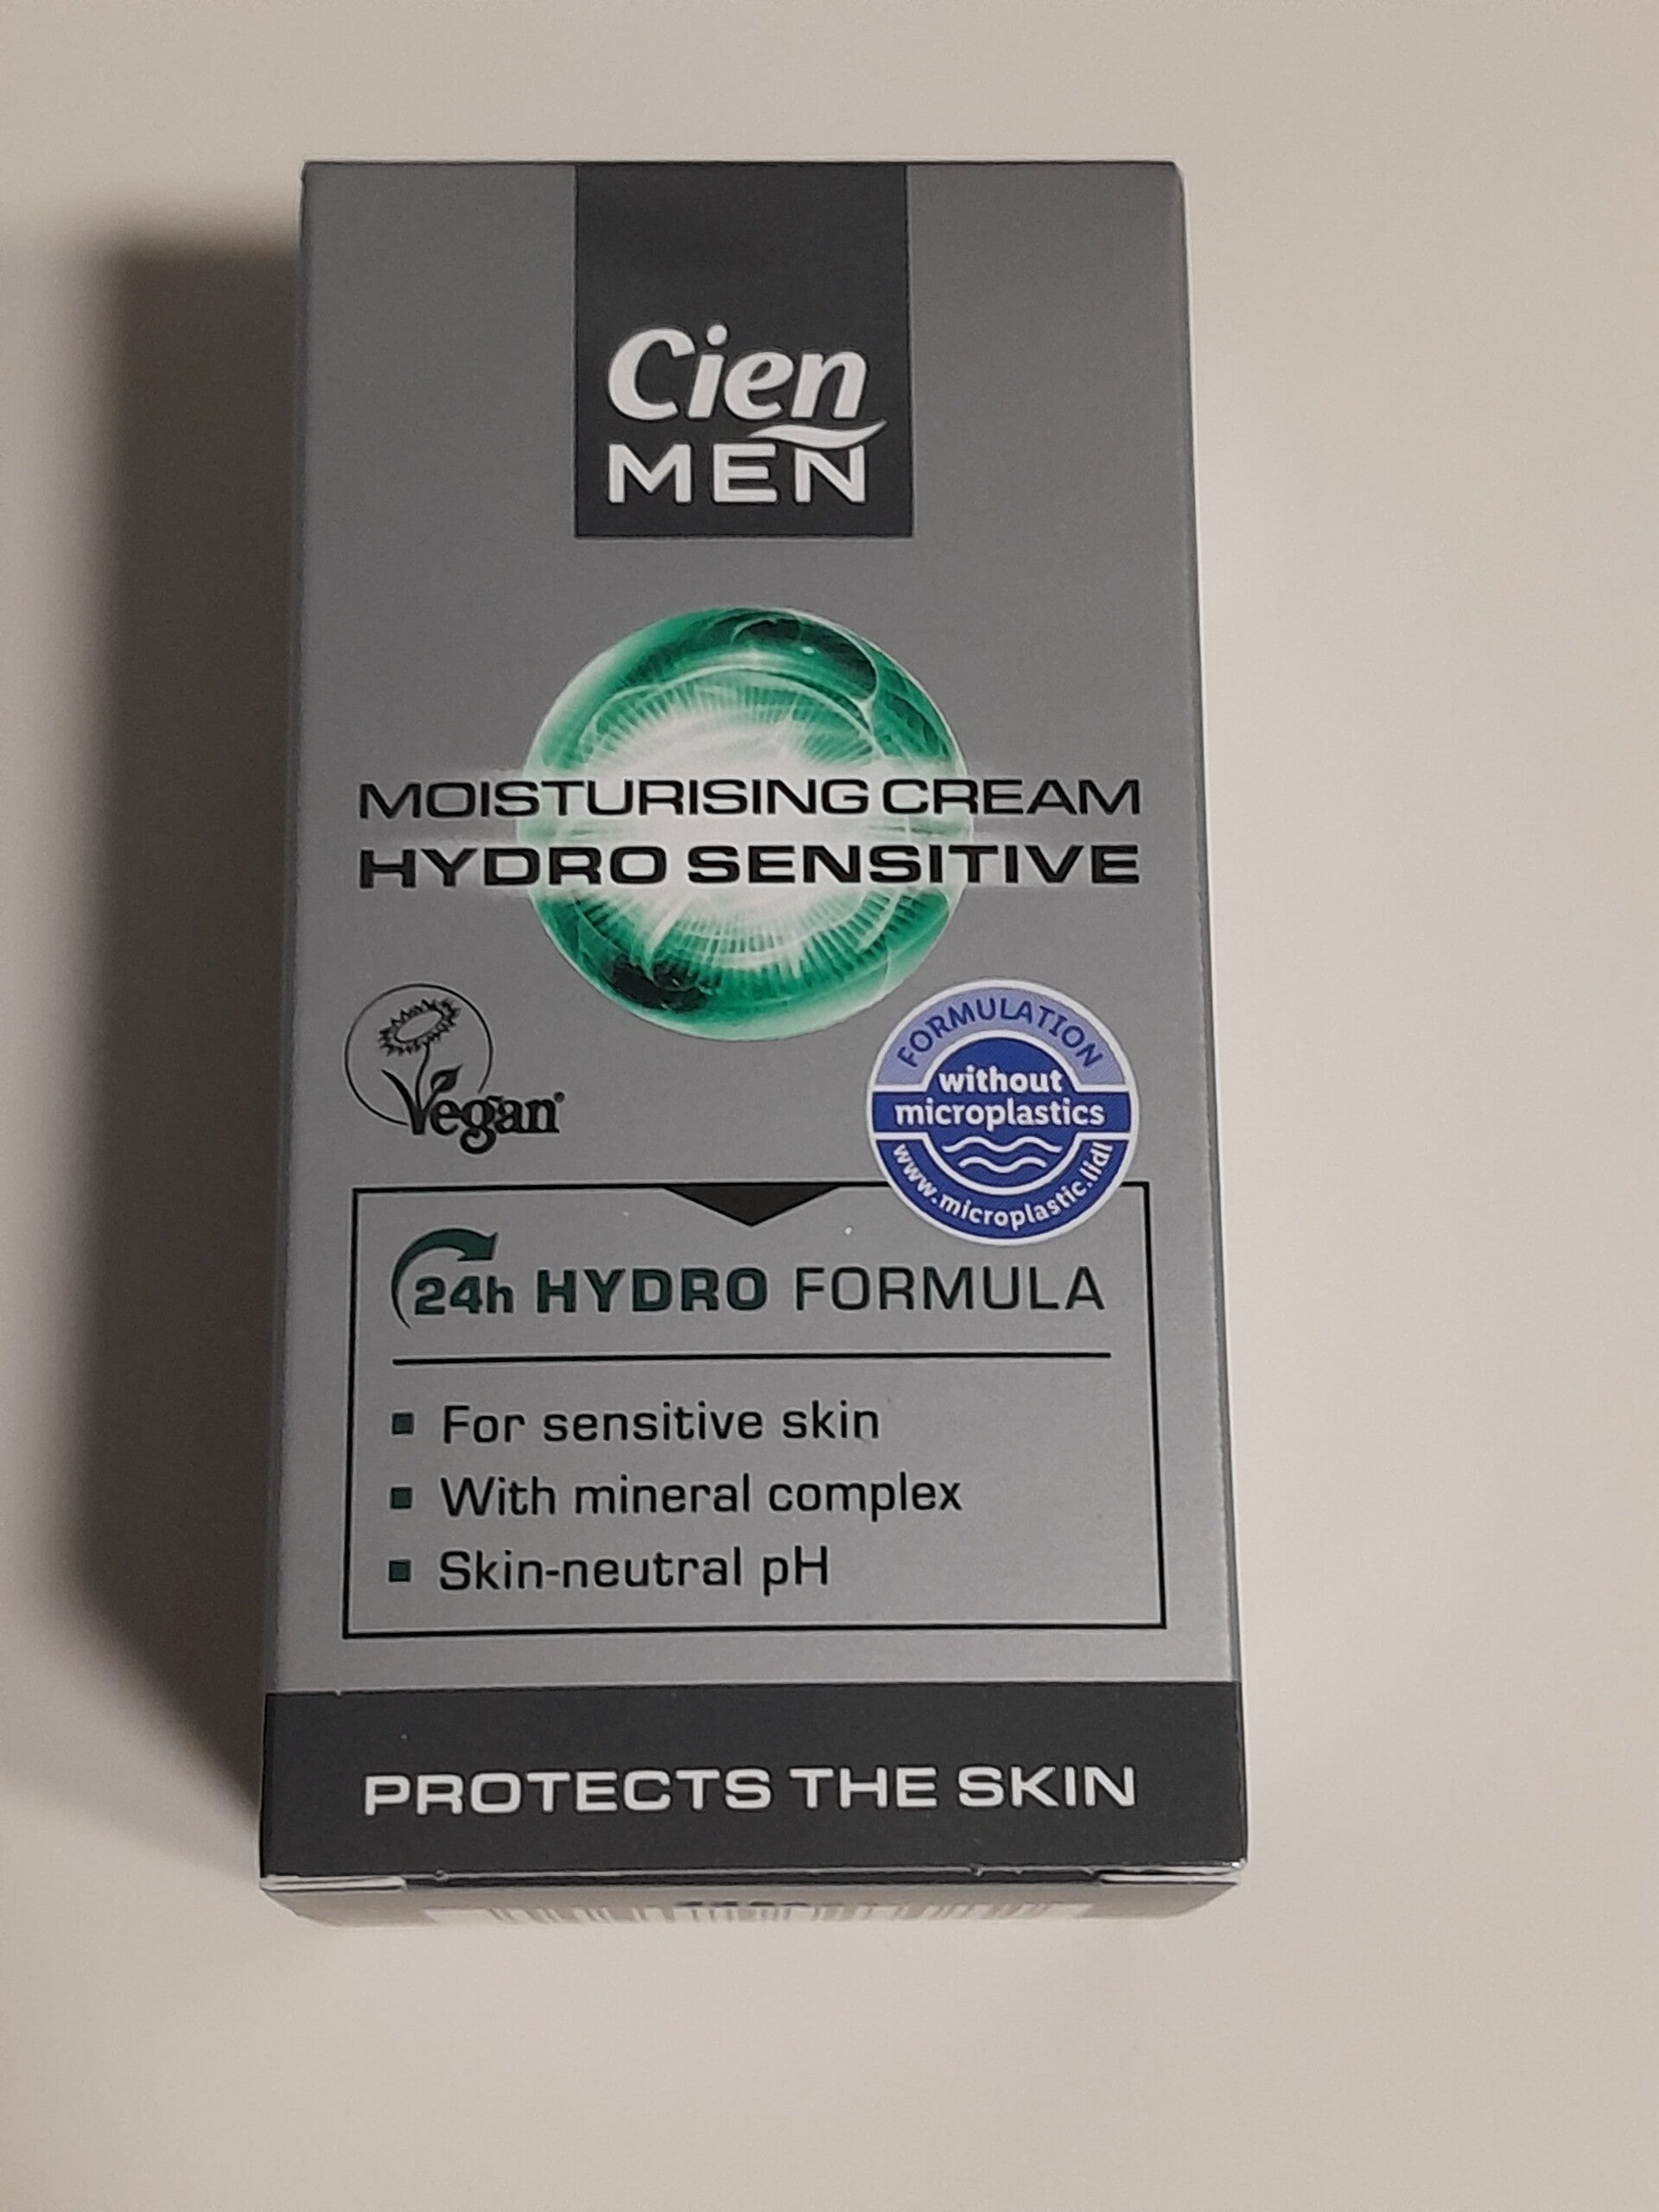 Cien
MEN
MOISTURISING CREAM
HYDRO SENSITIVE
Vegan
FORMULATION
without
microplastics
www.microplastic.lidl
24h HYDRO FORMULA
For sensitive skin
With mineral complex
Skin-neutral pH
PROTECTS THE SKIN